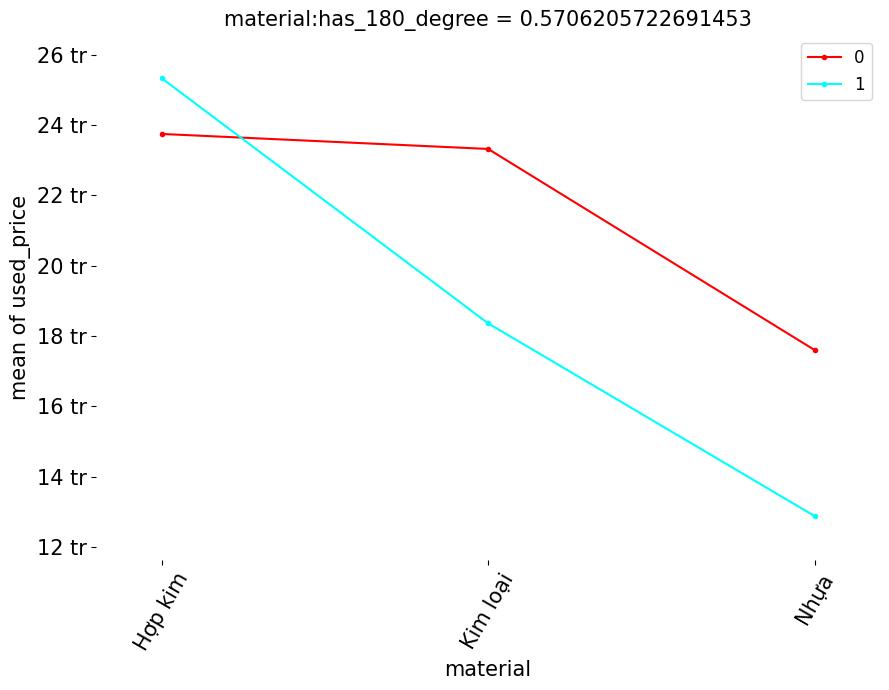 material:has_180_degree = 0.5706205722691453
0
1
mean of used_price
26 tr
24 tr
22 tr
20 tr
18 tr
16 tr
14 tr
12 tr
Hợp kim
Kim loại
Nhựa
material